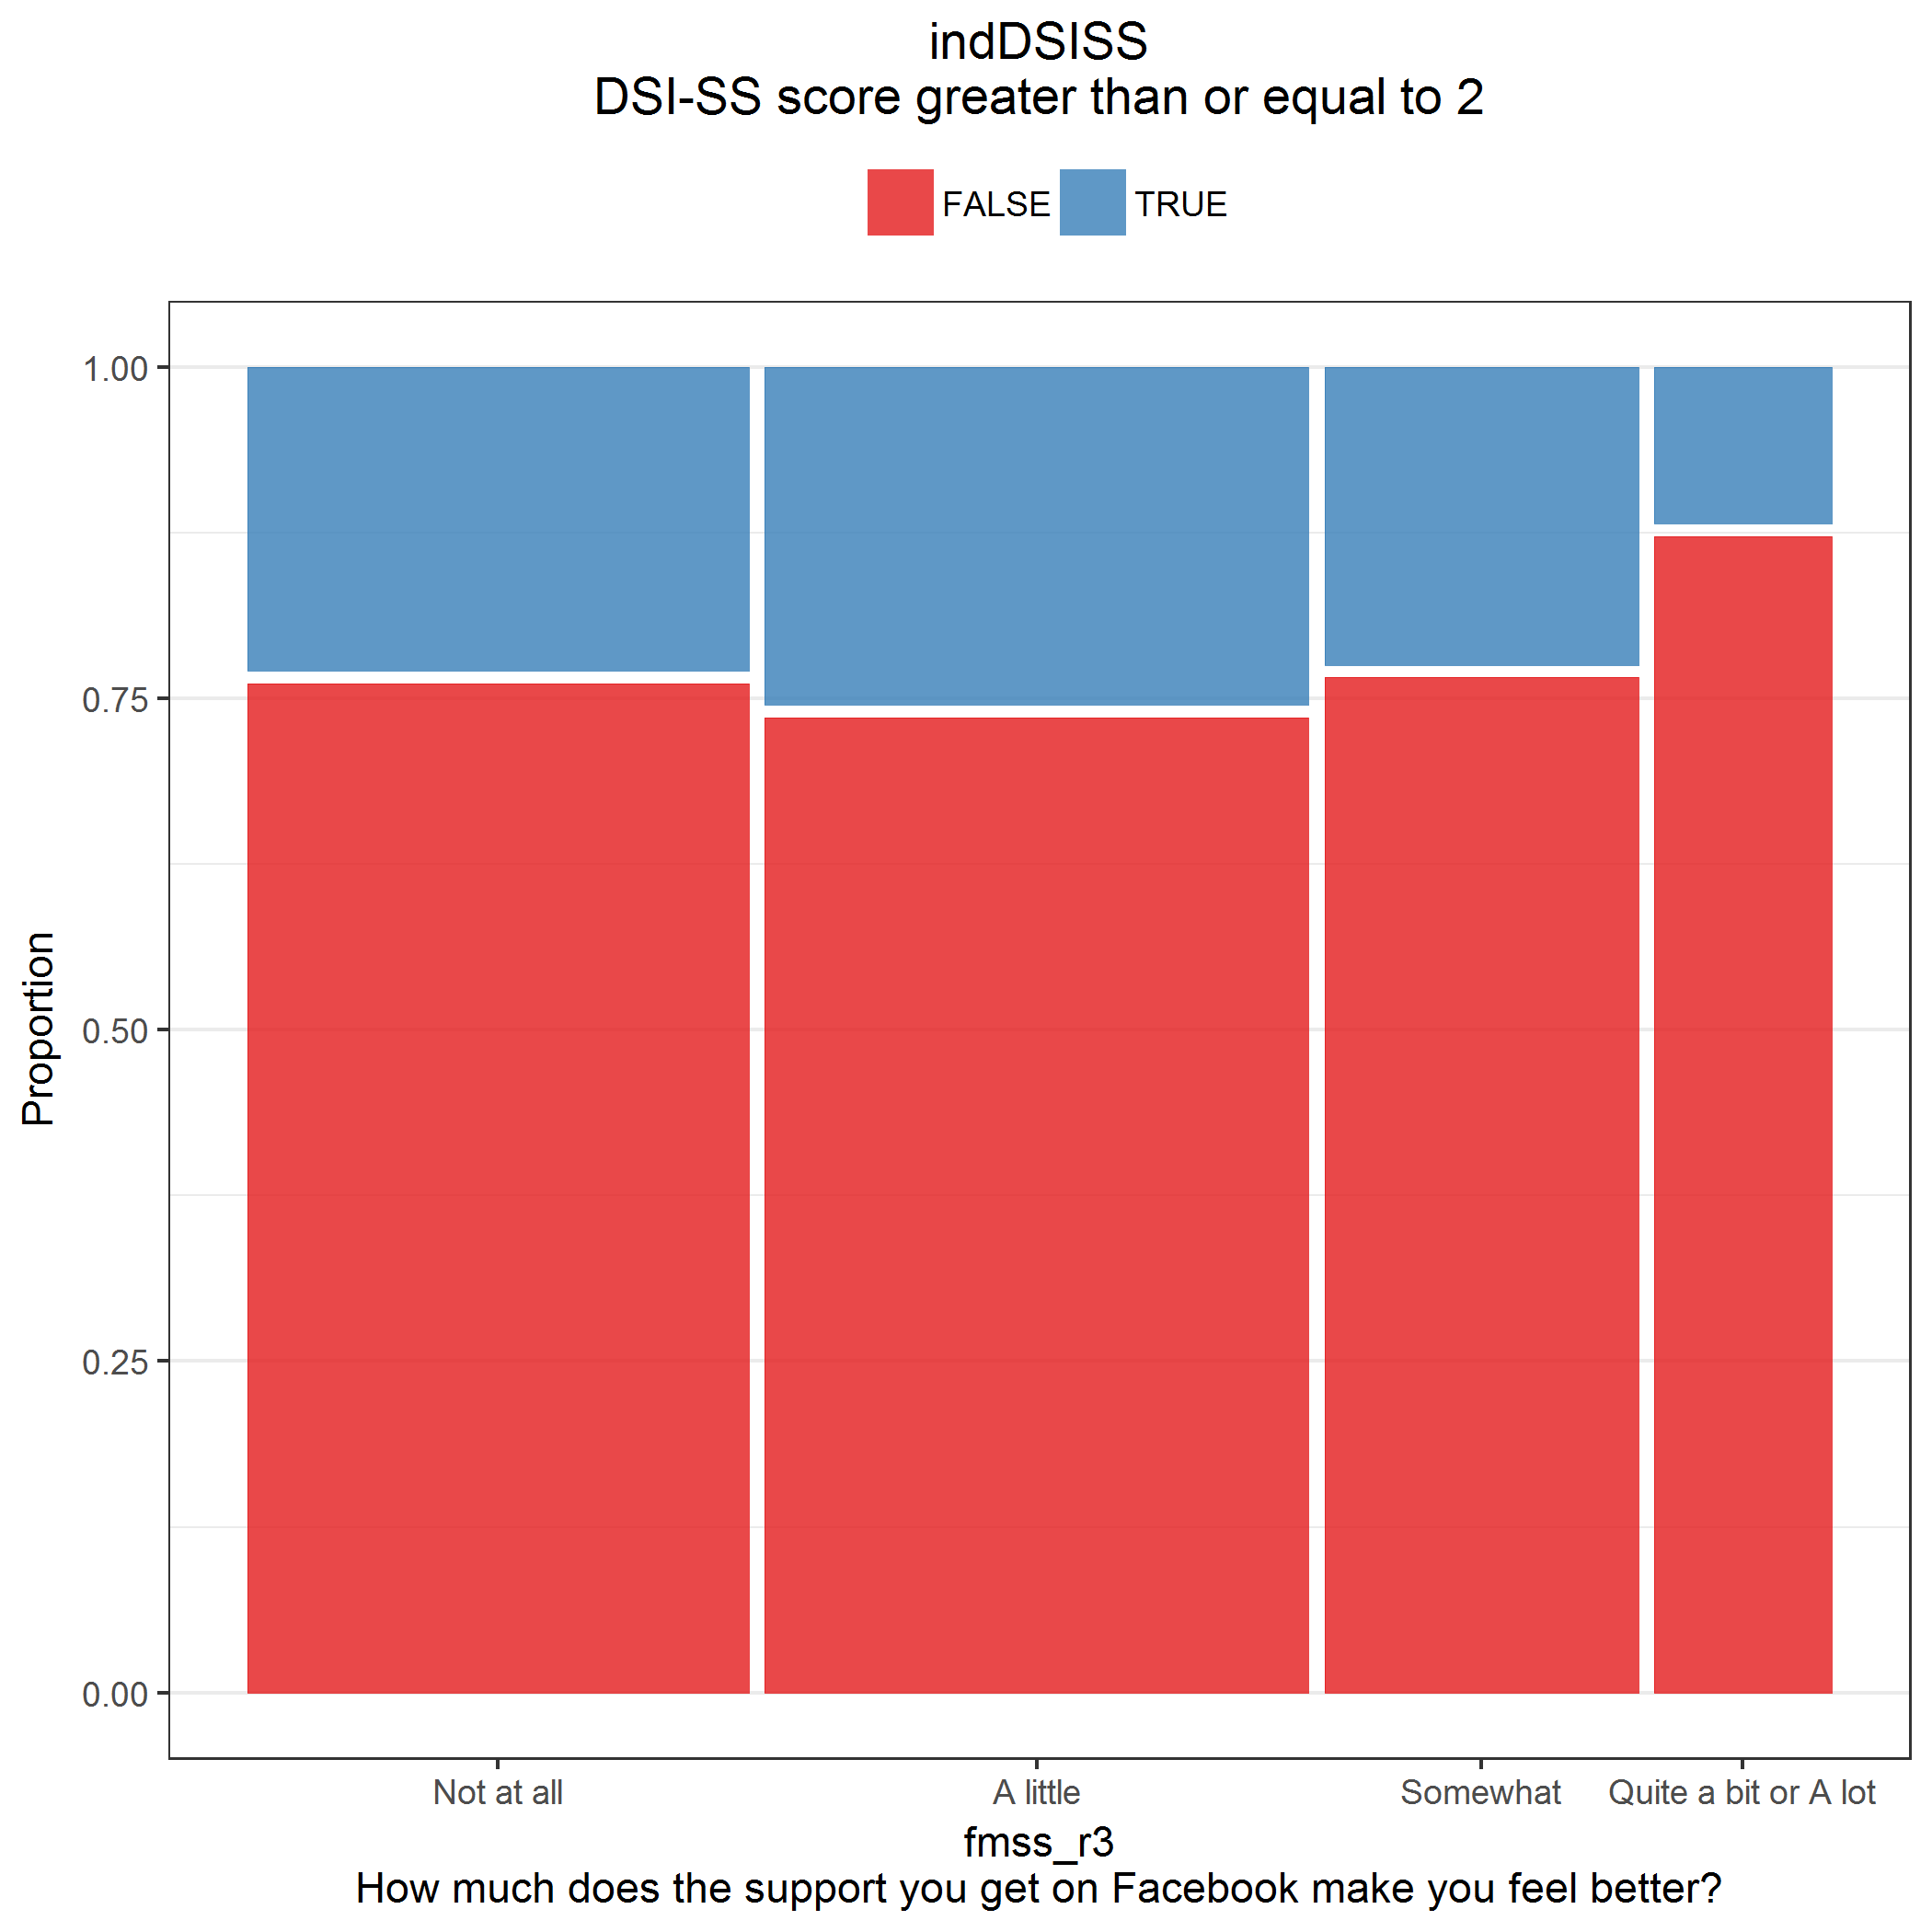 indDSISS
DSI-SS score greater than or equal to 2
FALSE TRUE
1.00
0.75
0.50
0.25
0.00
Proportion
Not at all A little Somewhat Quite a bit or A lot
fmss_r3
How much does the support you get on Facebook make you feel better?